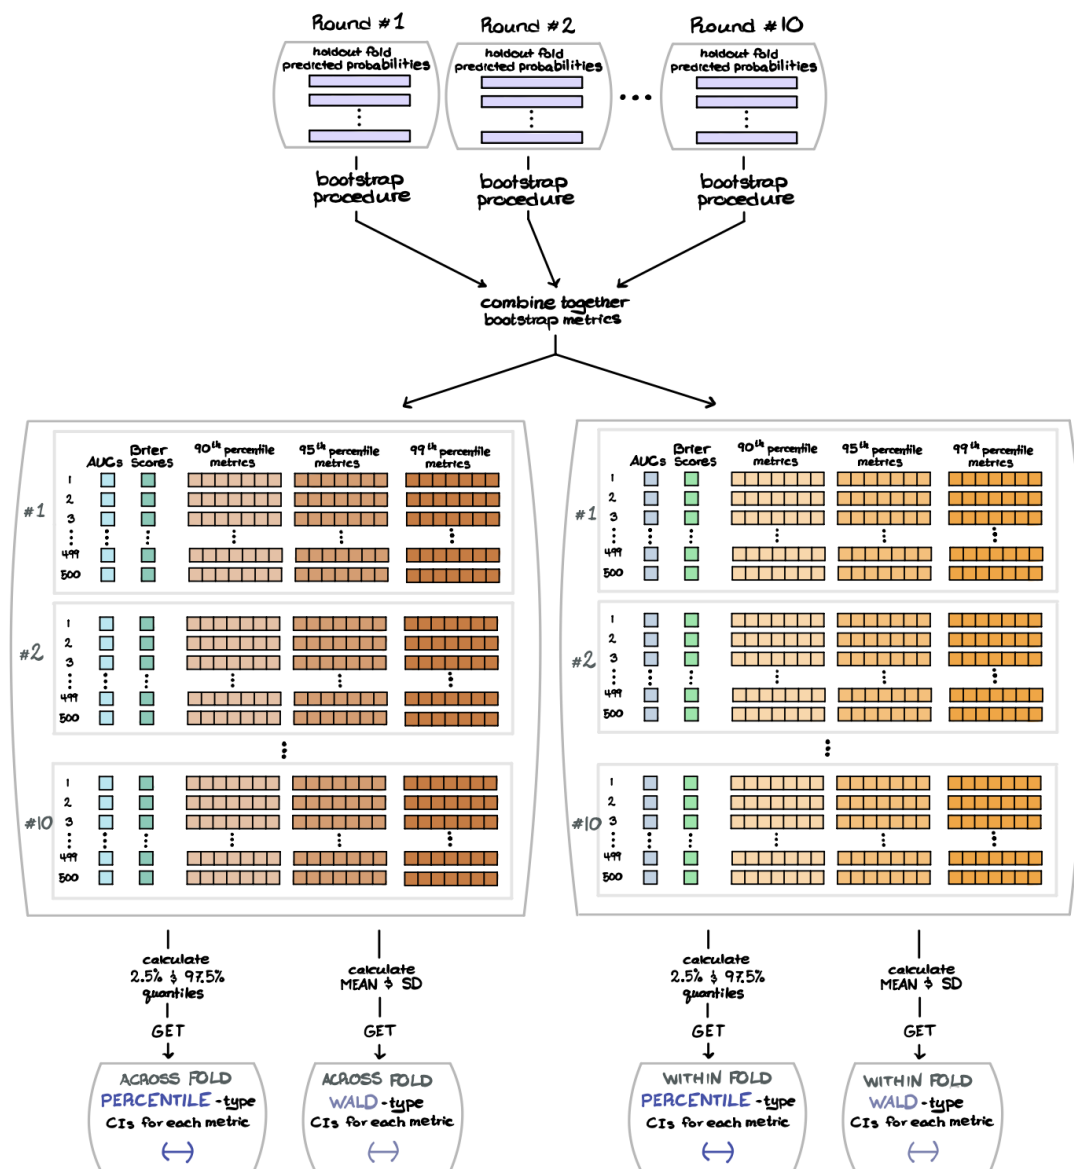 Round #1
Round #2
Round #10
holdout fold
predicted probabilities
holdout fold
predicted probabilities
holdout fold
predicted probabilities
bootstrap
procedure
bootstrap
procedure
bootstrap
procedure
combine together
bootstrap metrics
AUCs
Brier
Scores
90th percentile
metrics
95th percentile
metrics
99th percentile
metrics
#1
1
2
3
499
500
#2
1
2
3
499
500
#10
1
2
3
499
500
AUCs
Brier
Scores
90th percentile
metrics
95th percentile
metrics
99th percentile
metrics
#1
1
2
3
499
500
#2
1
2
3
499
500
#10
1
2
3
499
500
calculate
2.5% & 97.5%
quantiles
GET
ACROSS FOLD
PERCENTILE -type
CIs for each metric
calculate
MEAN & SD
GET
ACROSS FOLD
WALD -type
CIs for each metric
calculate
2.5% & 97.5%
quantiles
GET
WITHIN FOLD
PERCENTILE -type
CIs for each metric
calculate
MEAN & SD
GET
WITHIN FOLD
WALD -type
CIs for each metric